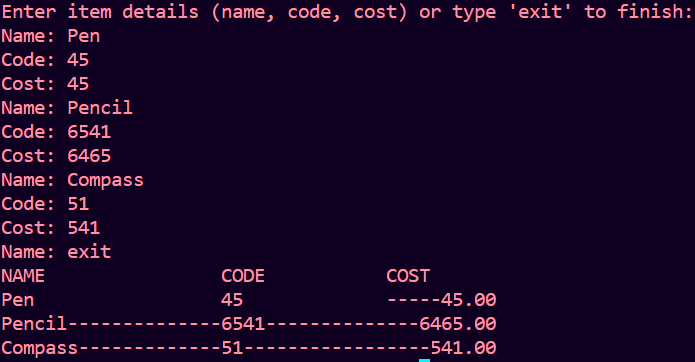 Enter item details (name, code, cost) or type 'exit' to finish:
Name: Pen
Code: 45
Cost: 45
Name: Pencil
Code: 6541
Cost: 6465
Name: Compass
Code: 51
Cost: 541
Name: exit
NAME                CODE           COST
Pen                 45             -----45.00
Pencil--------------6541--------------6465.00
Compass-------------51-----------------541.00